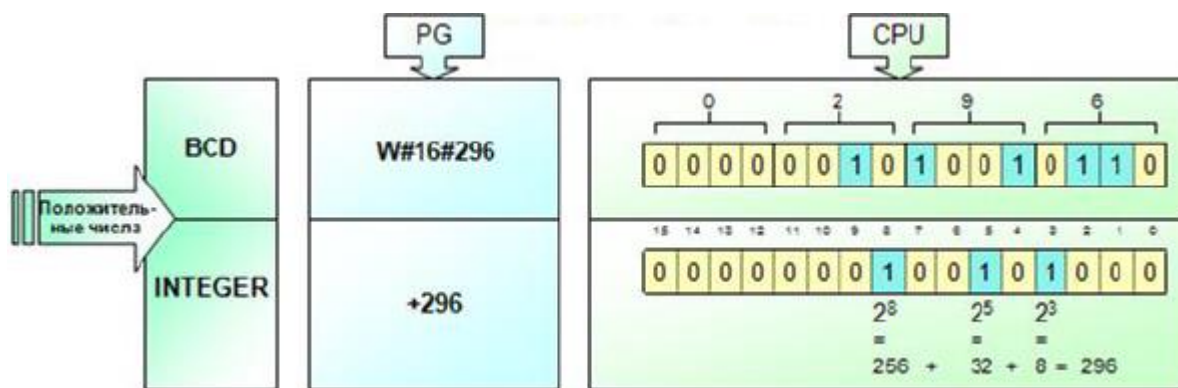 PG
CPU
0 2 9 6
BCD
W#16#296
0 0 0 0 0 0 1 0 1 0 0 1 0 1 1 0
Положитель-
ные числа
15 14 13 12 11 10 9 8 7 6 5 4 3 2 1 0
INTEGER
+296
0 0 0 0 0 0 0 1 0 0 1 0 1 0 0 0
2⁸ 2⁵ 2³
= = =
256 + 32 + 8 = 296